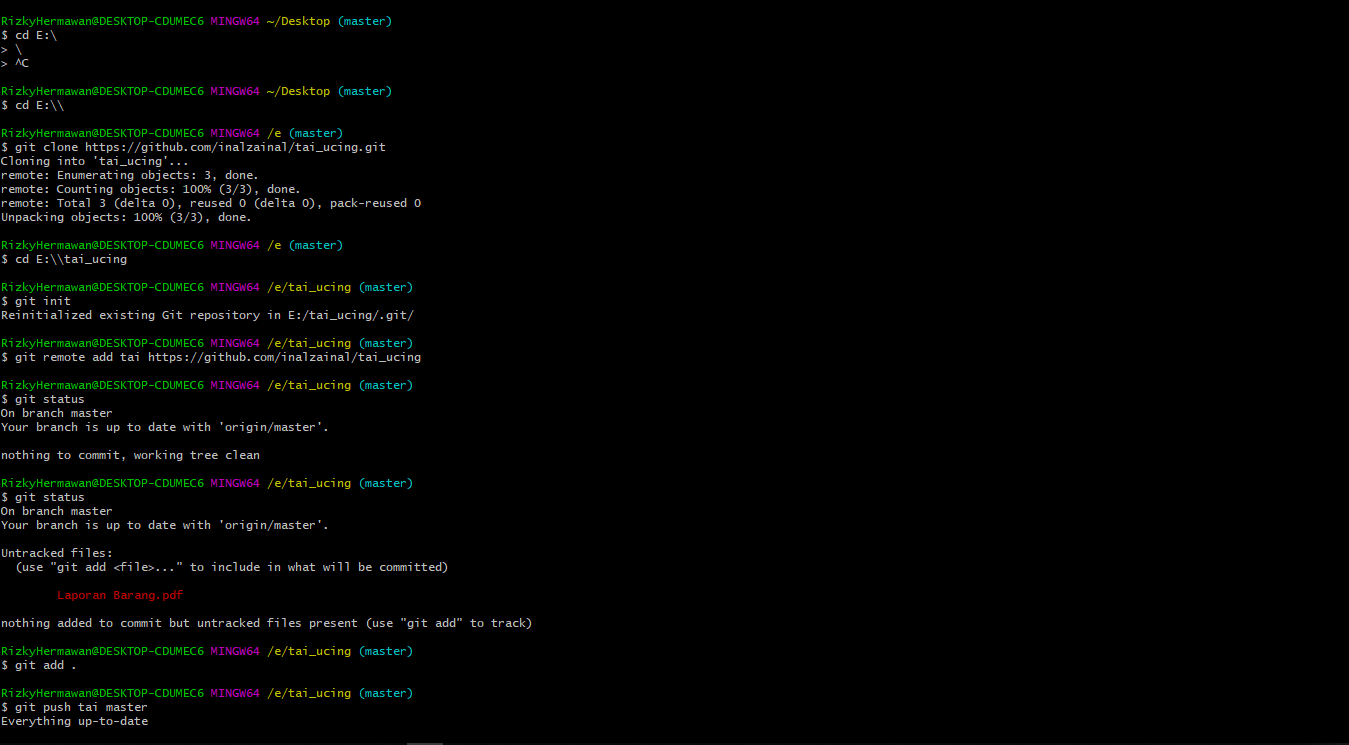 RizkyHermawan@DESKTOP-CDUMEC6 MINGW64 ~/Desktop (master)
$ cd E:\
> \
> ^C
RizkyHermawan@DESKTOP-CDUMEC6 MINGW64 ~/Desktop (master)
$ cd E:\\
RizkyHermawan@DESKTOP-CDUMEC6 MINGW64 /e (master)
$ git clone https://github.com/inalzainal/tai_ucing.git
Cloning into 'tai_ucing'...
remote: Enumerating objects: 3, done.
remote: Counting objects: 100% (3/3), done.
remote: Total 3 (delta 0), reused 0 (delta 0), pack-reused 0
Unpacking objects: 100% (3/3), done.
RizkyHermawan@DESKTOP-CDUMEC6 MINGW64 /e (master)
$ cd E:\\tai_ucing
RizkyHermawan@DESKTOP-CDUMEC6 MINGW64 /e/tai_ucing (master)
$ git init
Reinitialized existing Git repository in E:/tai_ucing/.git/
RizkyHermawan@DESKTOP-CDUMEC6 MINGW64 /e/tai_ucing (master)
$ git remote add tai https://github.com/inalzainal/tai_ucing
RizkyHermawan@DESKTOP-CDUMEC6 MINGW64 /e/tai_ucing (master)
$ git status
On branch master
Your branch is up to date with 'origin/master'.
nothing to commit, working tree clean
RizkyHermawan@DESKTOP-CDUMEC6 MINGW64 /e/tai_ucing (master)
$ git status
On branch master
Your branch is up to date with 'origin/master'.
Untracked files:
(use "git add <file>..." to include in what will be committed)
Laporan Barang.pdf
nothing added to commit but untracked files present (use "git add" to track)
RizkyHermawan@DESKTOP-CDUMEC6 MINGW64 /e/tai_ucing (master)
$ git add .
RizkyHermawan@DESKTOP-CDUMEC6 MINGW64 /e/tai_ucing (master)
$ git push tai master
Everything up-to-date